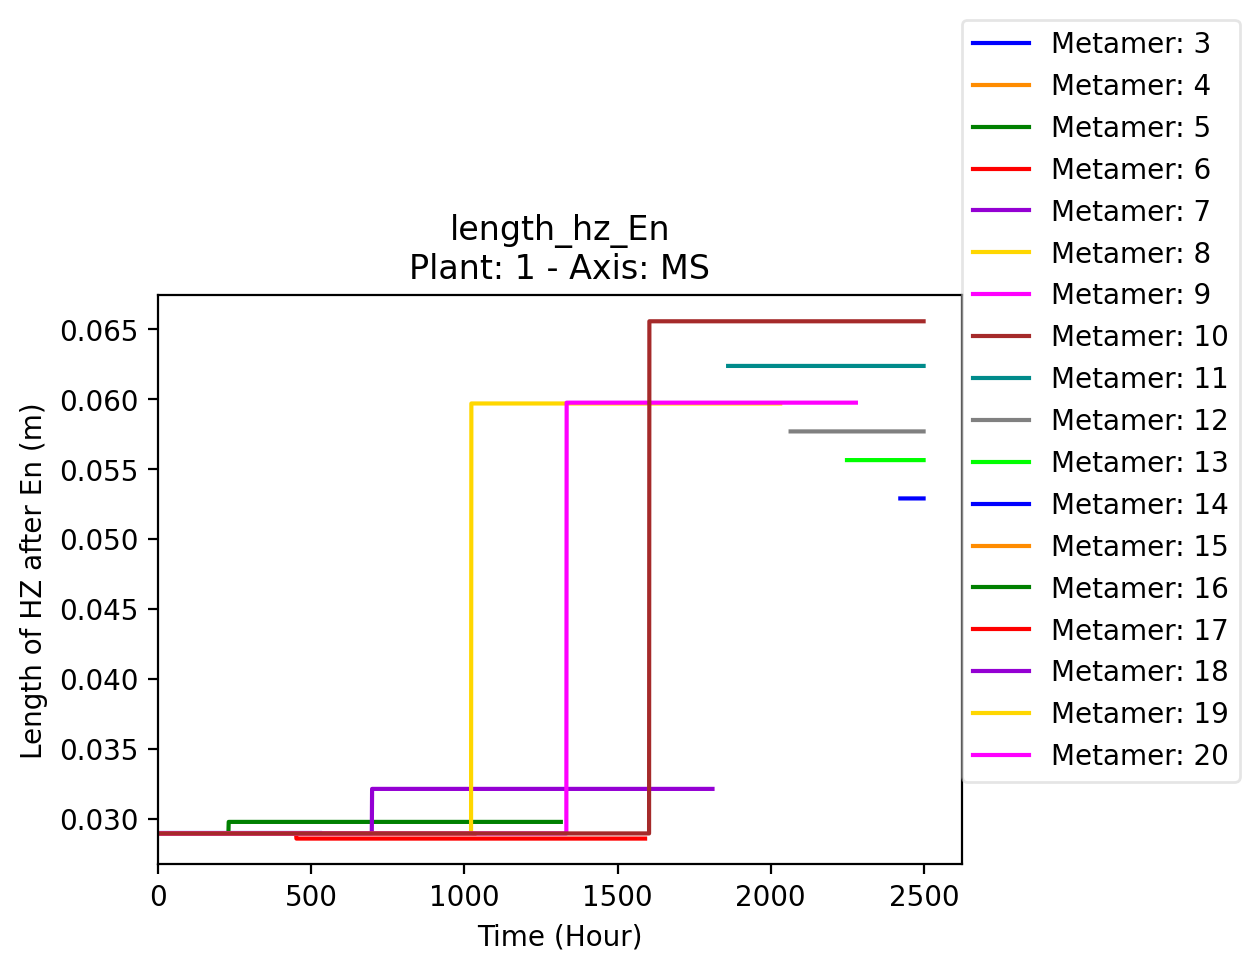 length_hz_En
Plant: 1 - Axis: MS
Length of HZ after En (m)
0.065
0.060
0.055
0.050
0.045
0.040
0.035
0.030
0
500
1000
1500
2000
2500
Time (Hour)
Metamer: 3
Metamer: 4
Metamer: 5
Metamer: 6
Metamer: 7
Metamer: 8
Metamer: 9
Metamer: 10
Metamer: 11
Metamer: 12
Metamer: 13
Metamer: 14
Metamer: 15
Metamer: 16
Metamer: 17
Metamer: 18
Metamer: 19
Metamer: 20